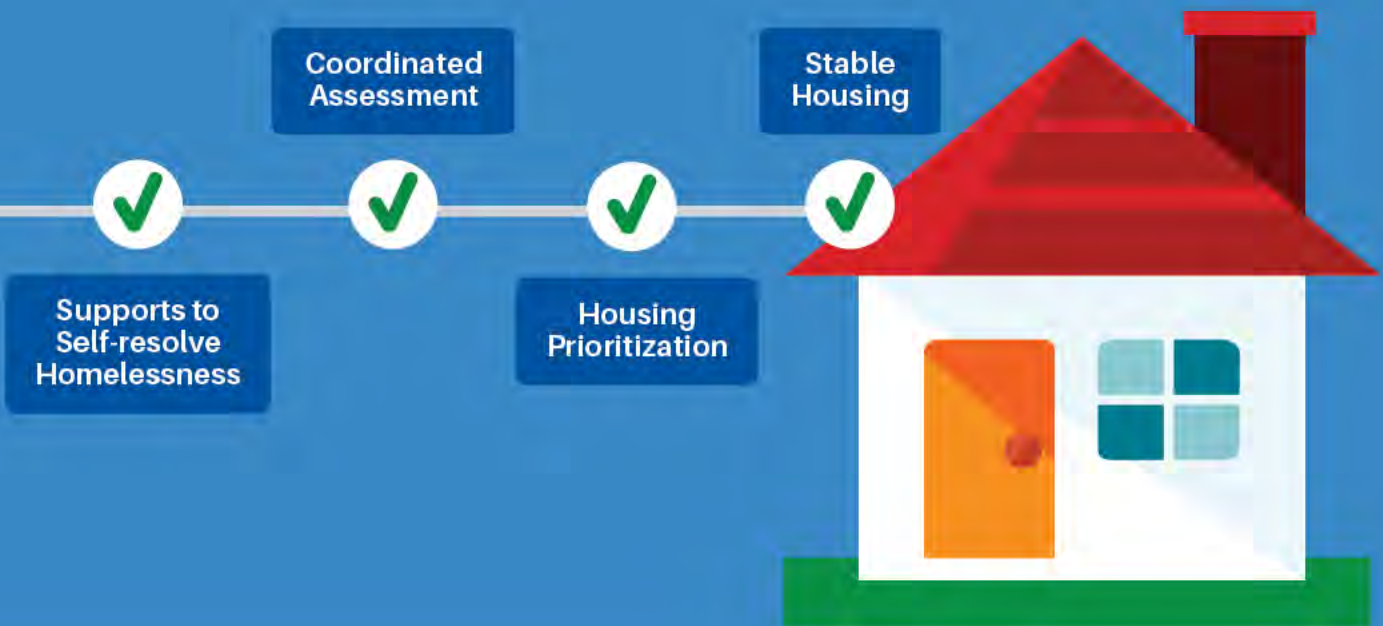 Supports to
Self-resolve
Homelessness
Coordinated
Assessment
Housing
Prioritization
Stable
Housing